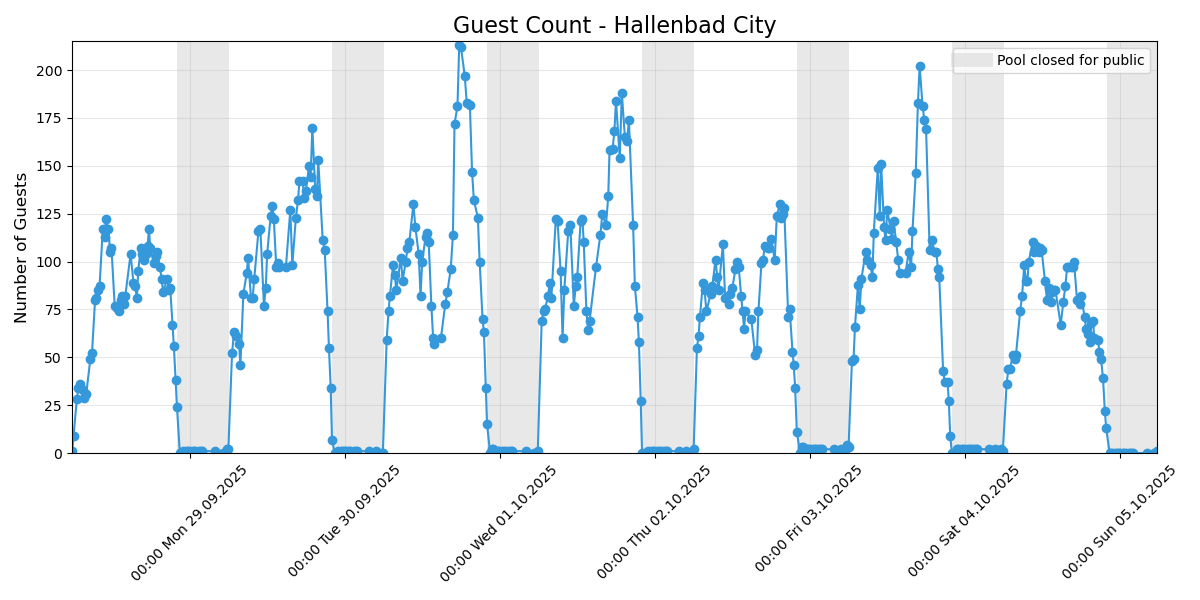 Guest Count - Hallenbad City
Pool closed for public
Number of Guests
200
175
150
125
100
75
50
25
0
00:00 Mon 29.09.2025
00:00 Tue 30.09.2025
00:00 Wed 01.10.2025
00:00 Thu 02.10.2025
00:00 Fri 03.10.2025
00:00 Sat 04.10.2025
00:00 Sun 05.10.2025